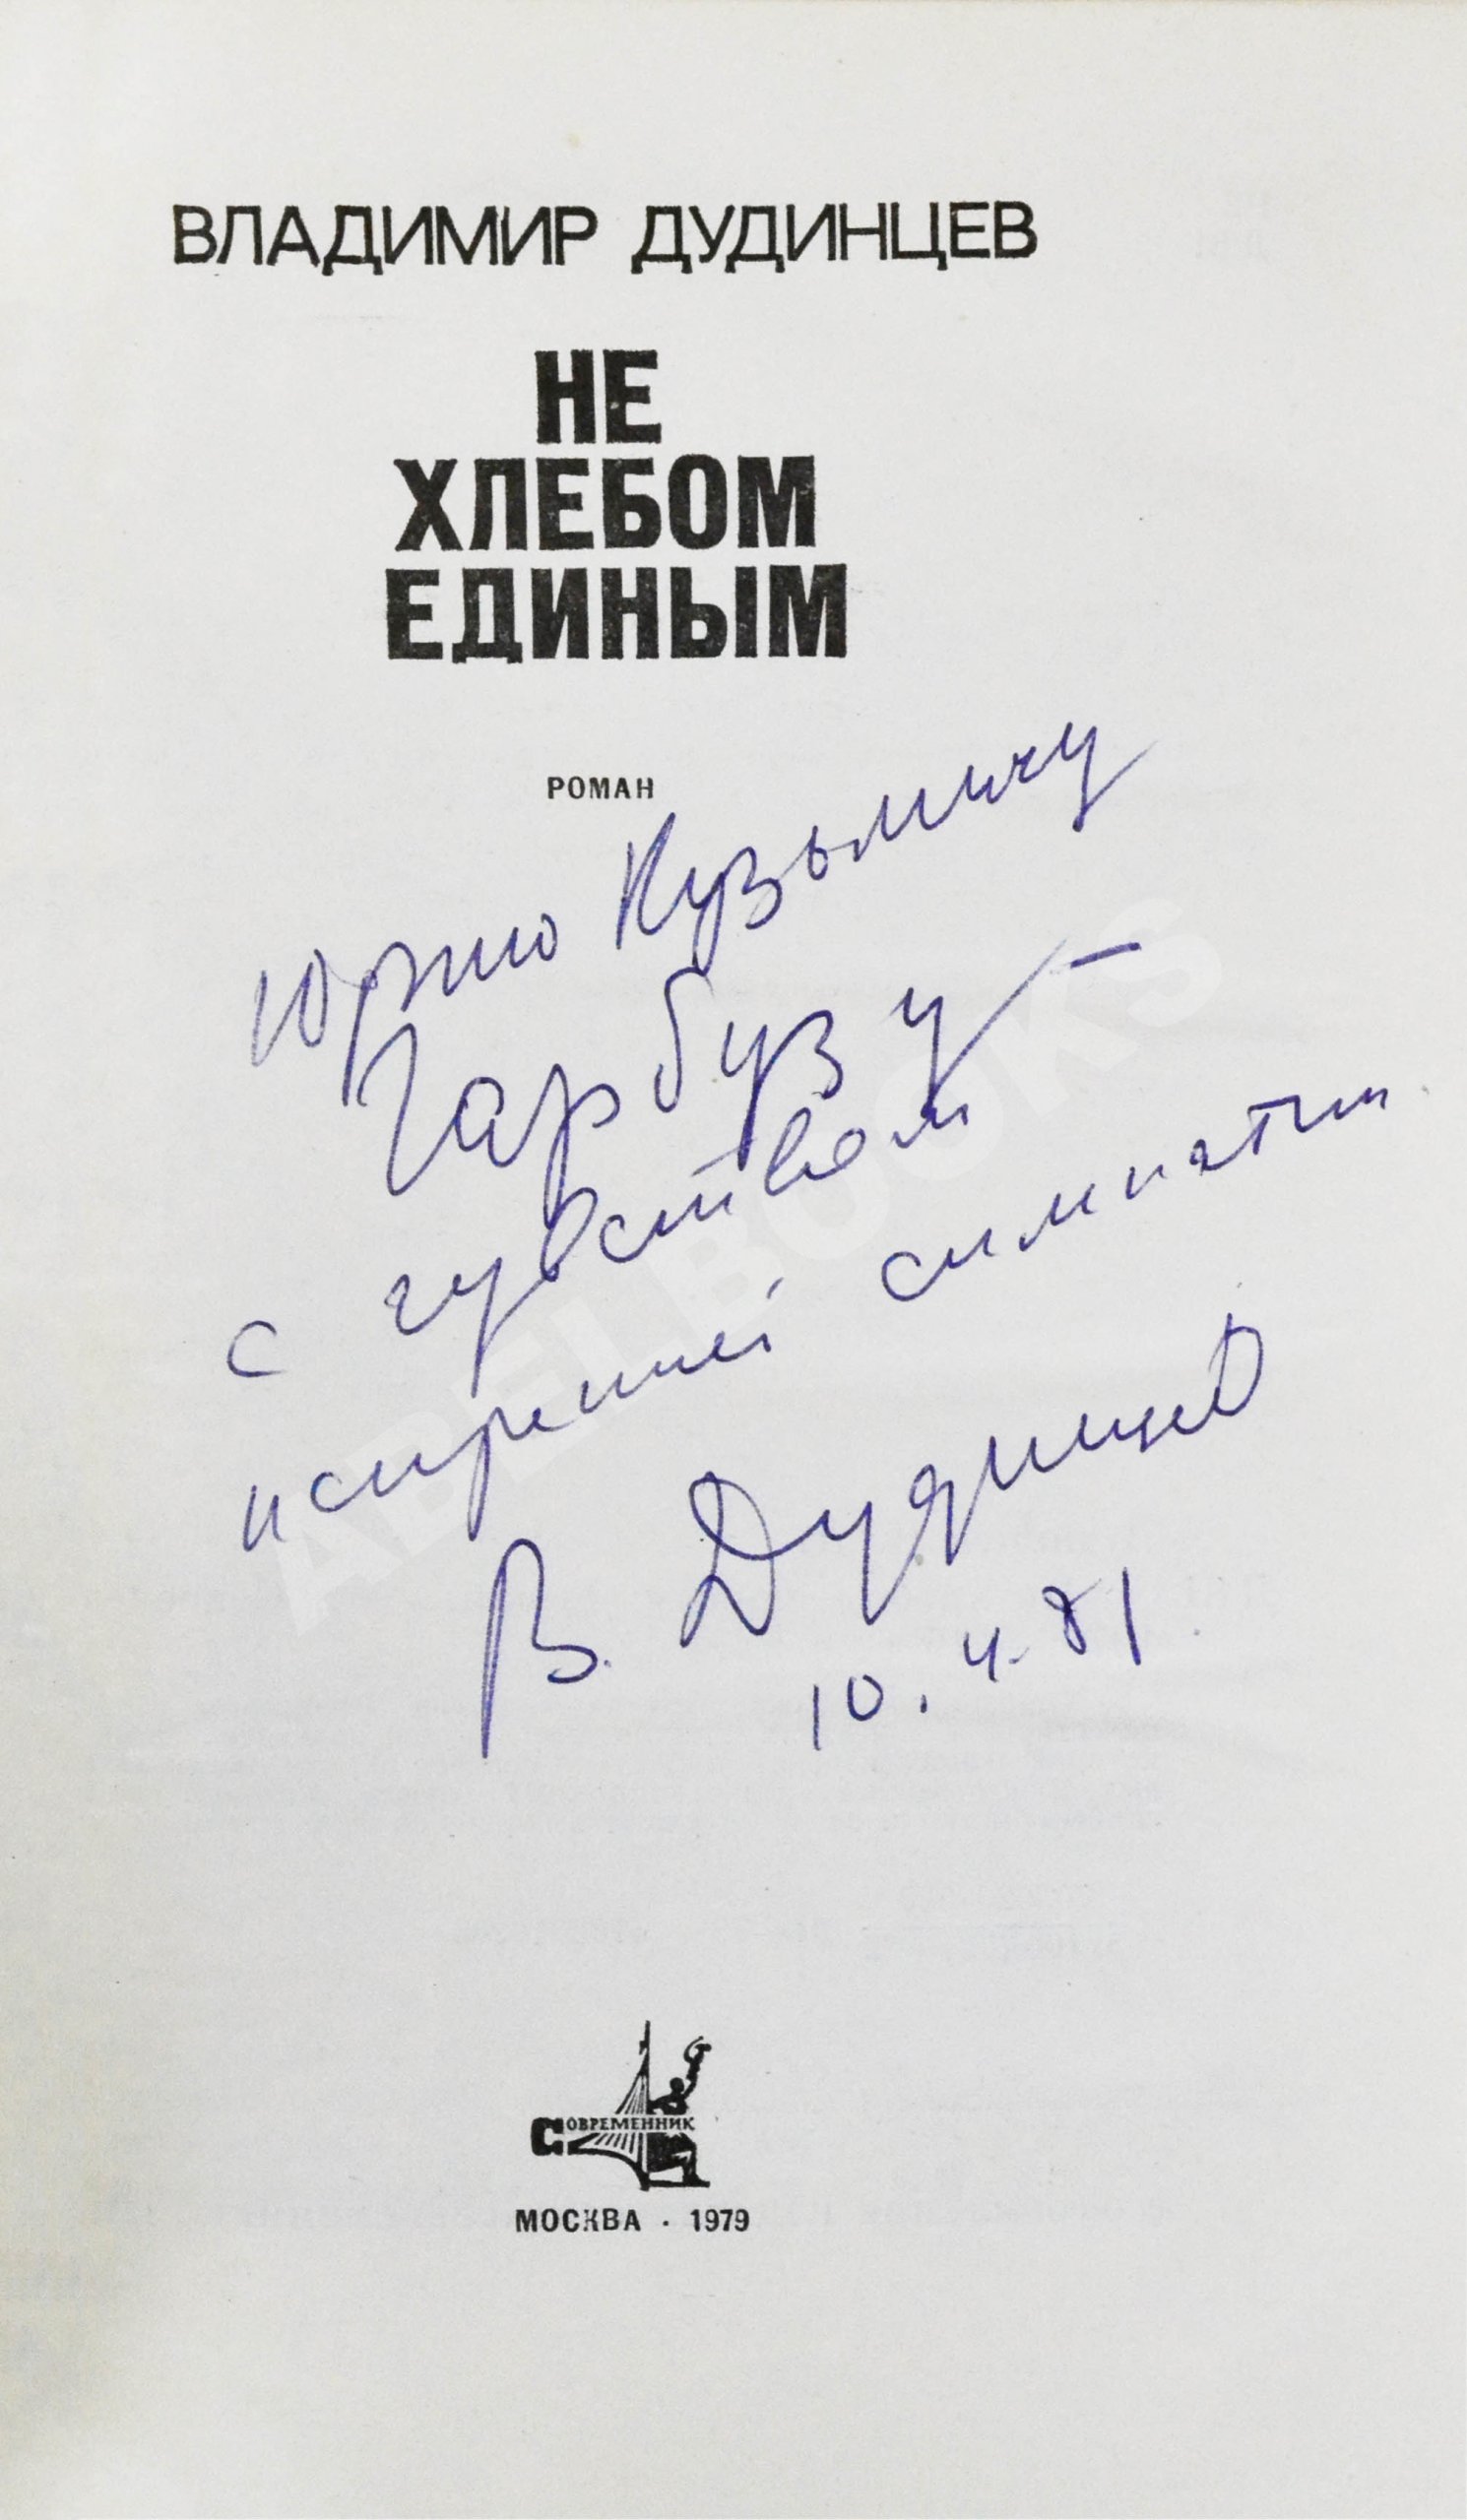 ВЛАДИМИР ДУДИНЦЕВ
НЕ
ХЛЕБОМ
ЕДИНЫМ
РОМАН
Юрию Кузьмичу
Гарбузу —
с чувством
искренней симпатии
В. Дудинцев
10.4.81
СОВРЕМЕННИК
МОСКВА · 1979
ABELBOOKS